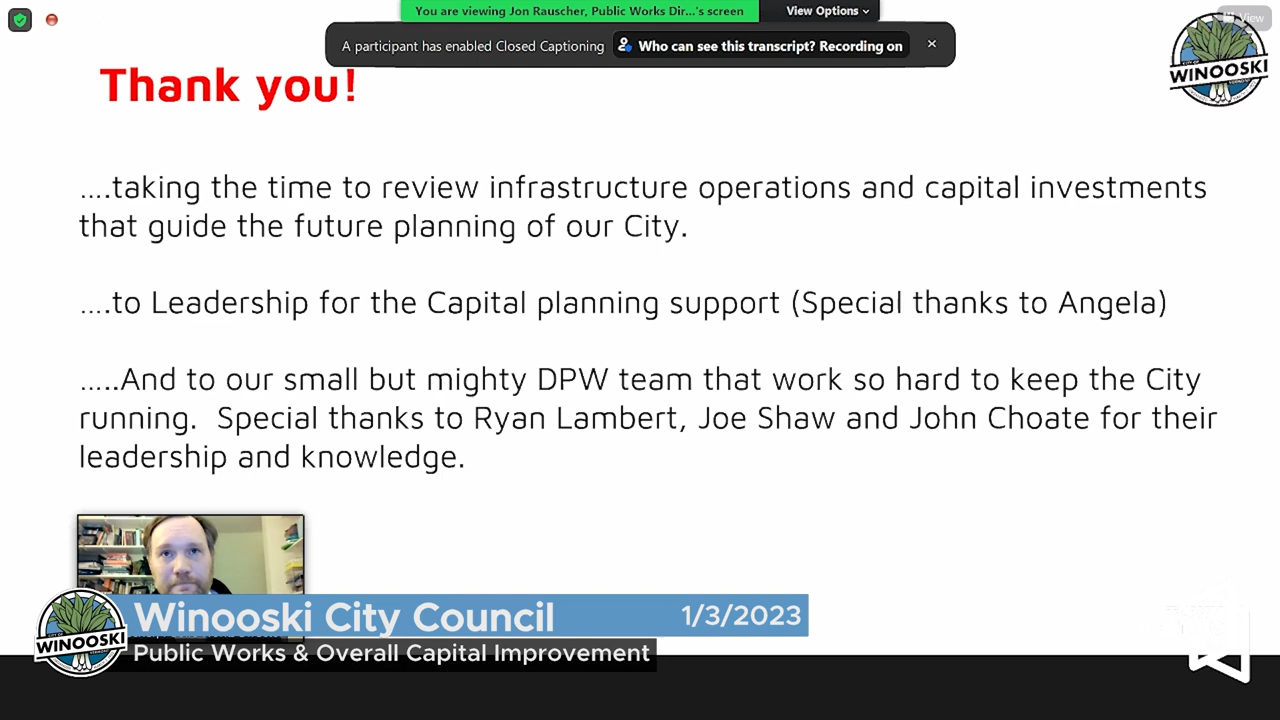 You are viewing Jon Rauscher, Public Works Dir...'s screen
View Options
View
A participant has enabled Closed Captioning
Who can see this transcript? Recording on
Thank you!
WINOOSKI
....taking the time to review infrastructure operations and capital investments
that guide the future planning of our City.
....to Leadership for the Capital planning support (Special thanks to Angela)
.....And to our small but mighty DPW team that work so hard to keep the City
running.  Special thanks to Ryan Lambert, Joe Shaw and John Choate for their
leadership and knowledge.
WINOOSKI
Winooski City Council
1/3/2023
Public Works & Overall Capital Improvement